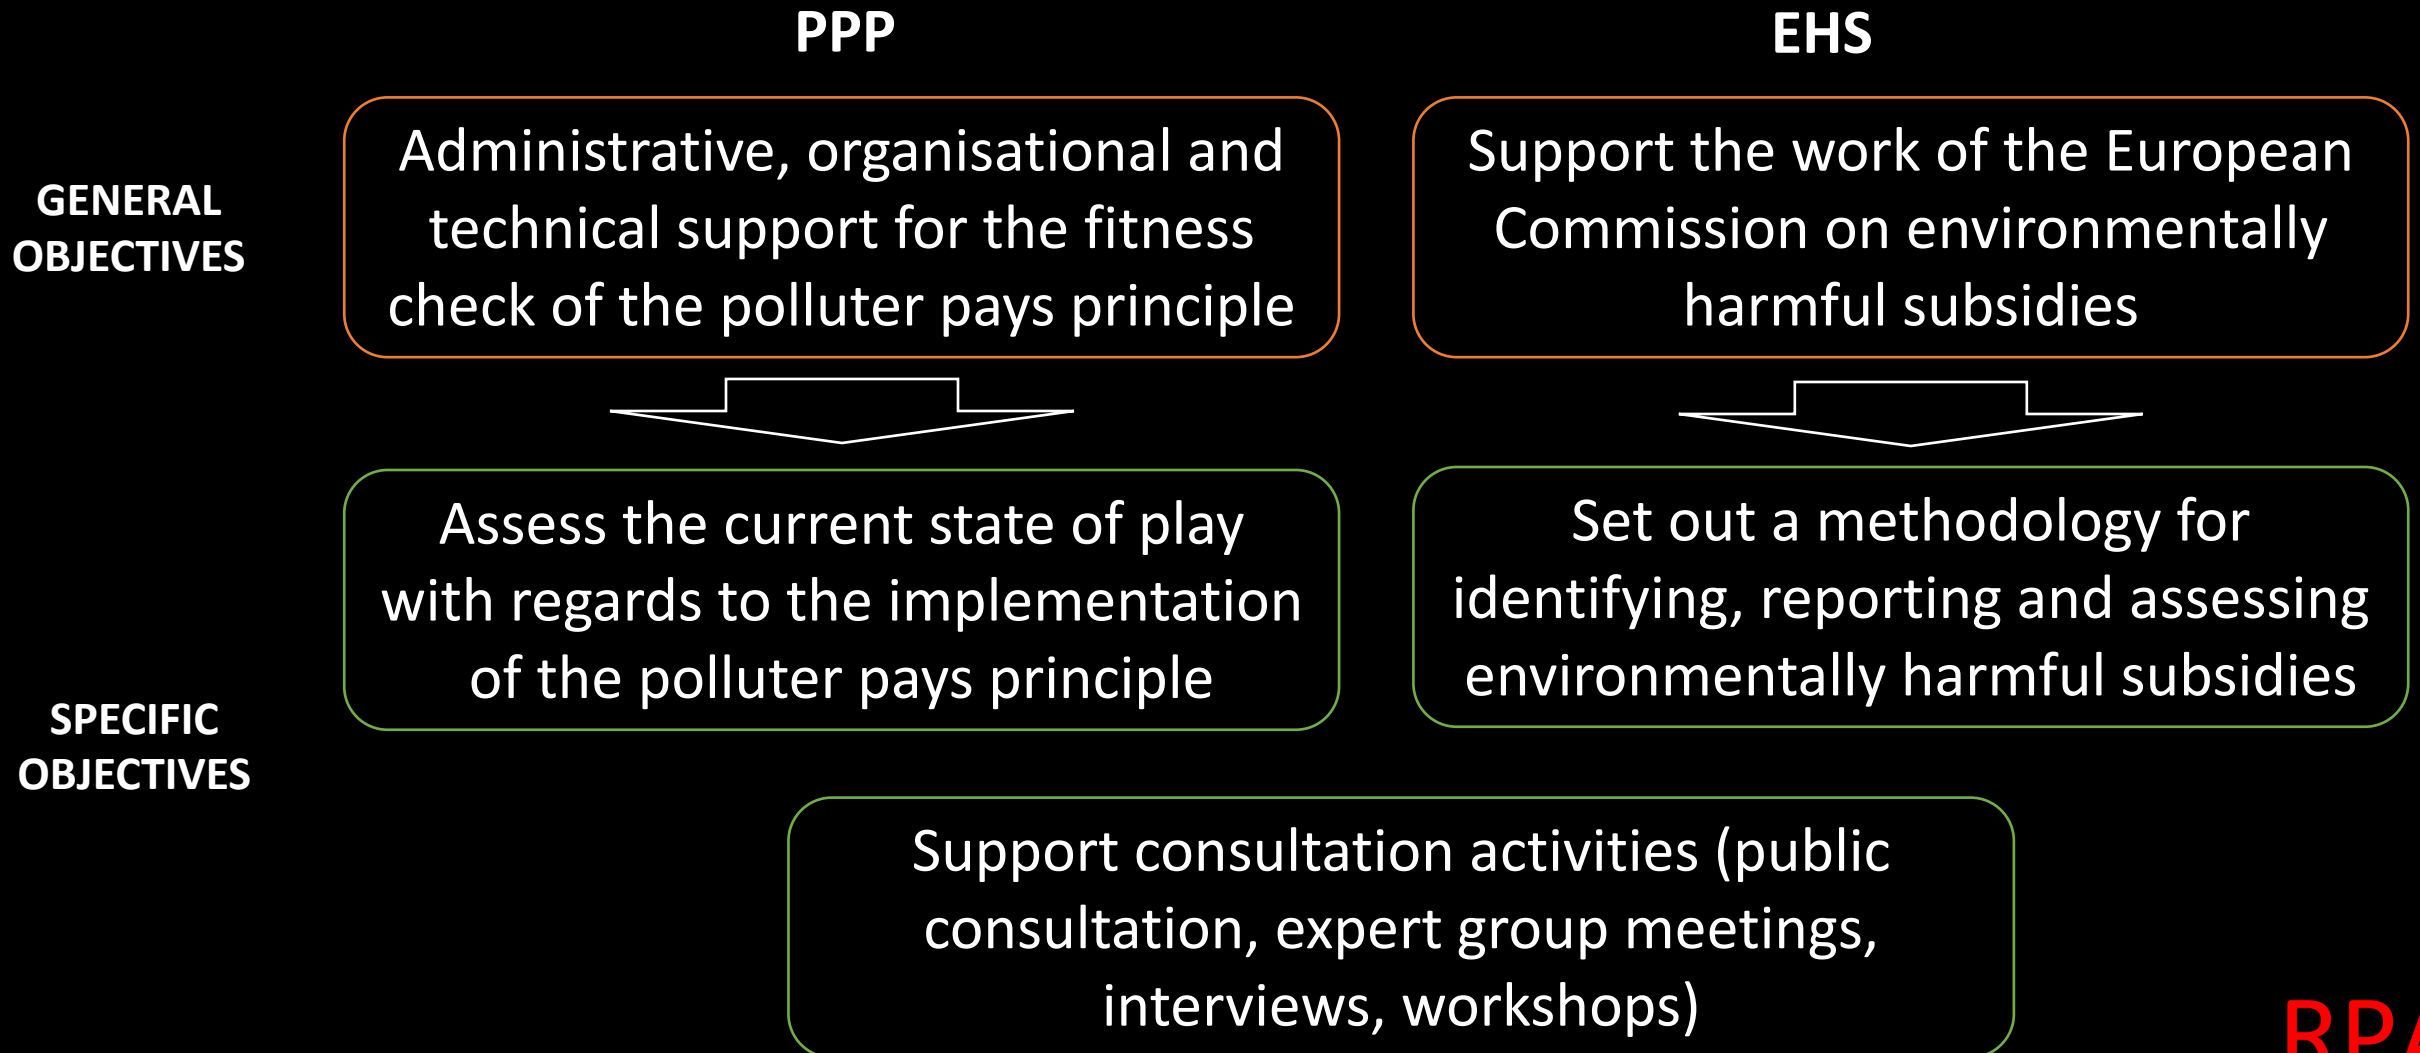 PPP
EHS
GENERAL
OBJECTIVES
Administrative, organisational and
technical support for the fitness
check of the polluter pays principle
Support the work of the European
Commission on environmentally
harmful subsidies
SPECIFIC
OBJECTIVES
Assess the current state of play
with regards to the implementation
of the polluter pays principle
Set out a methodology for
identifying, reporting and assessing
environmentally harmful subsidies
Support consultation activities (public
consultation, expert group meetings,
interviews, workshops)
RPA